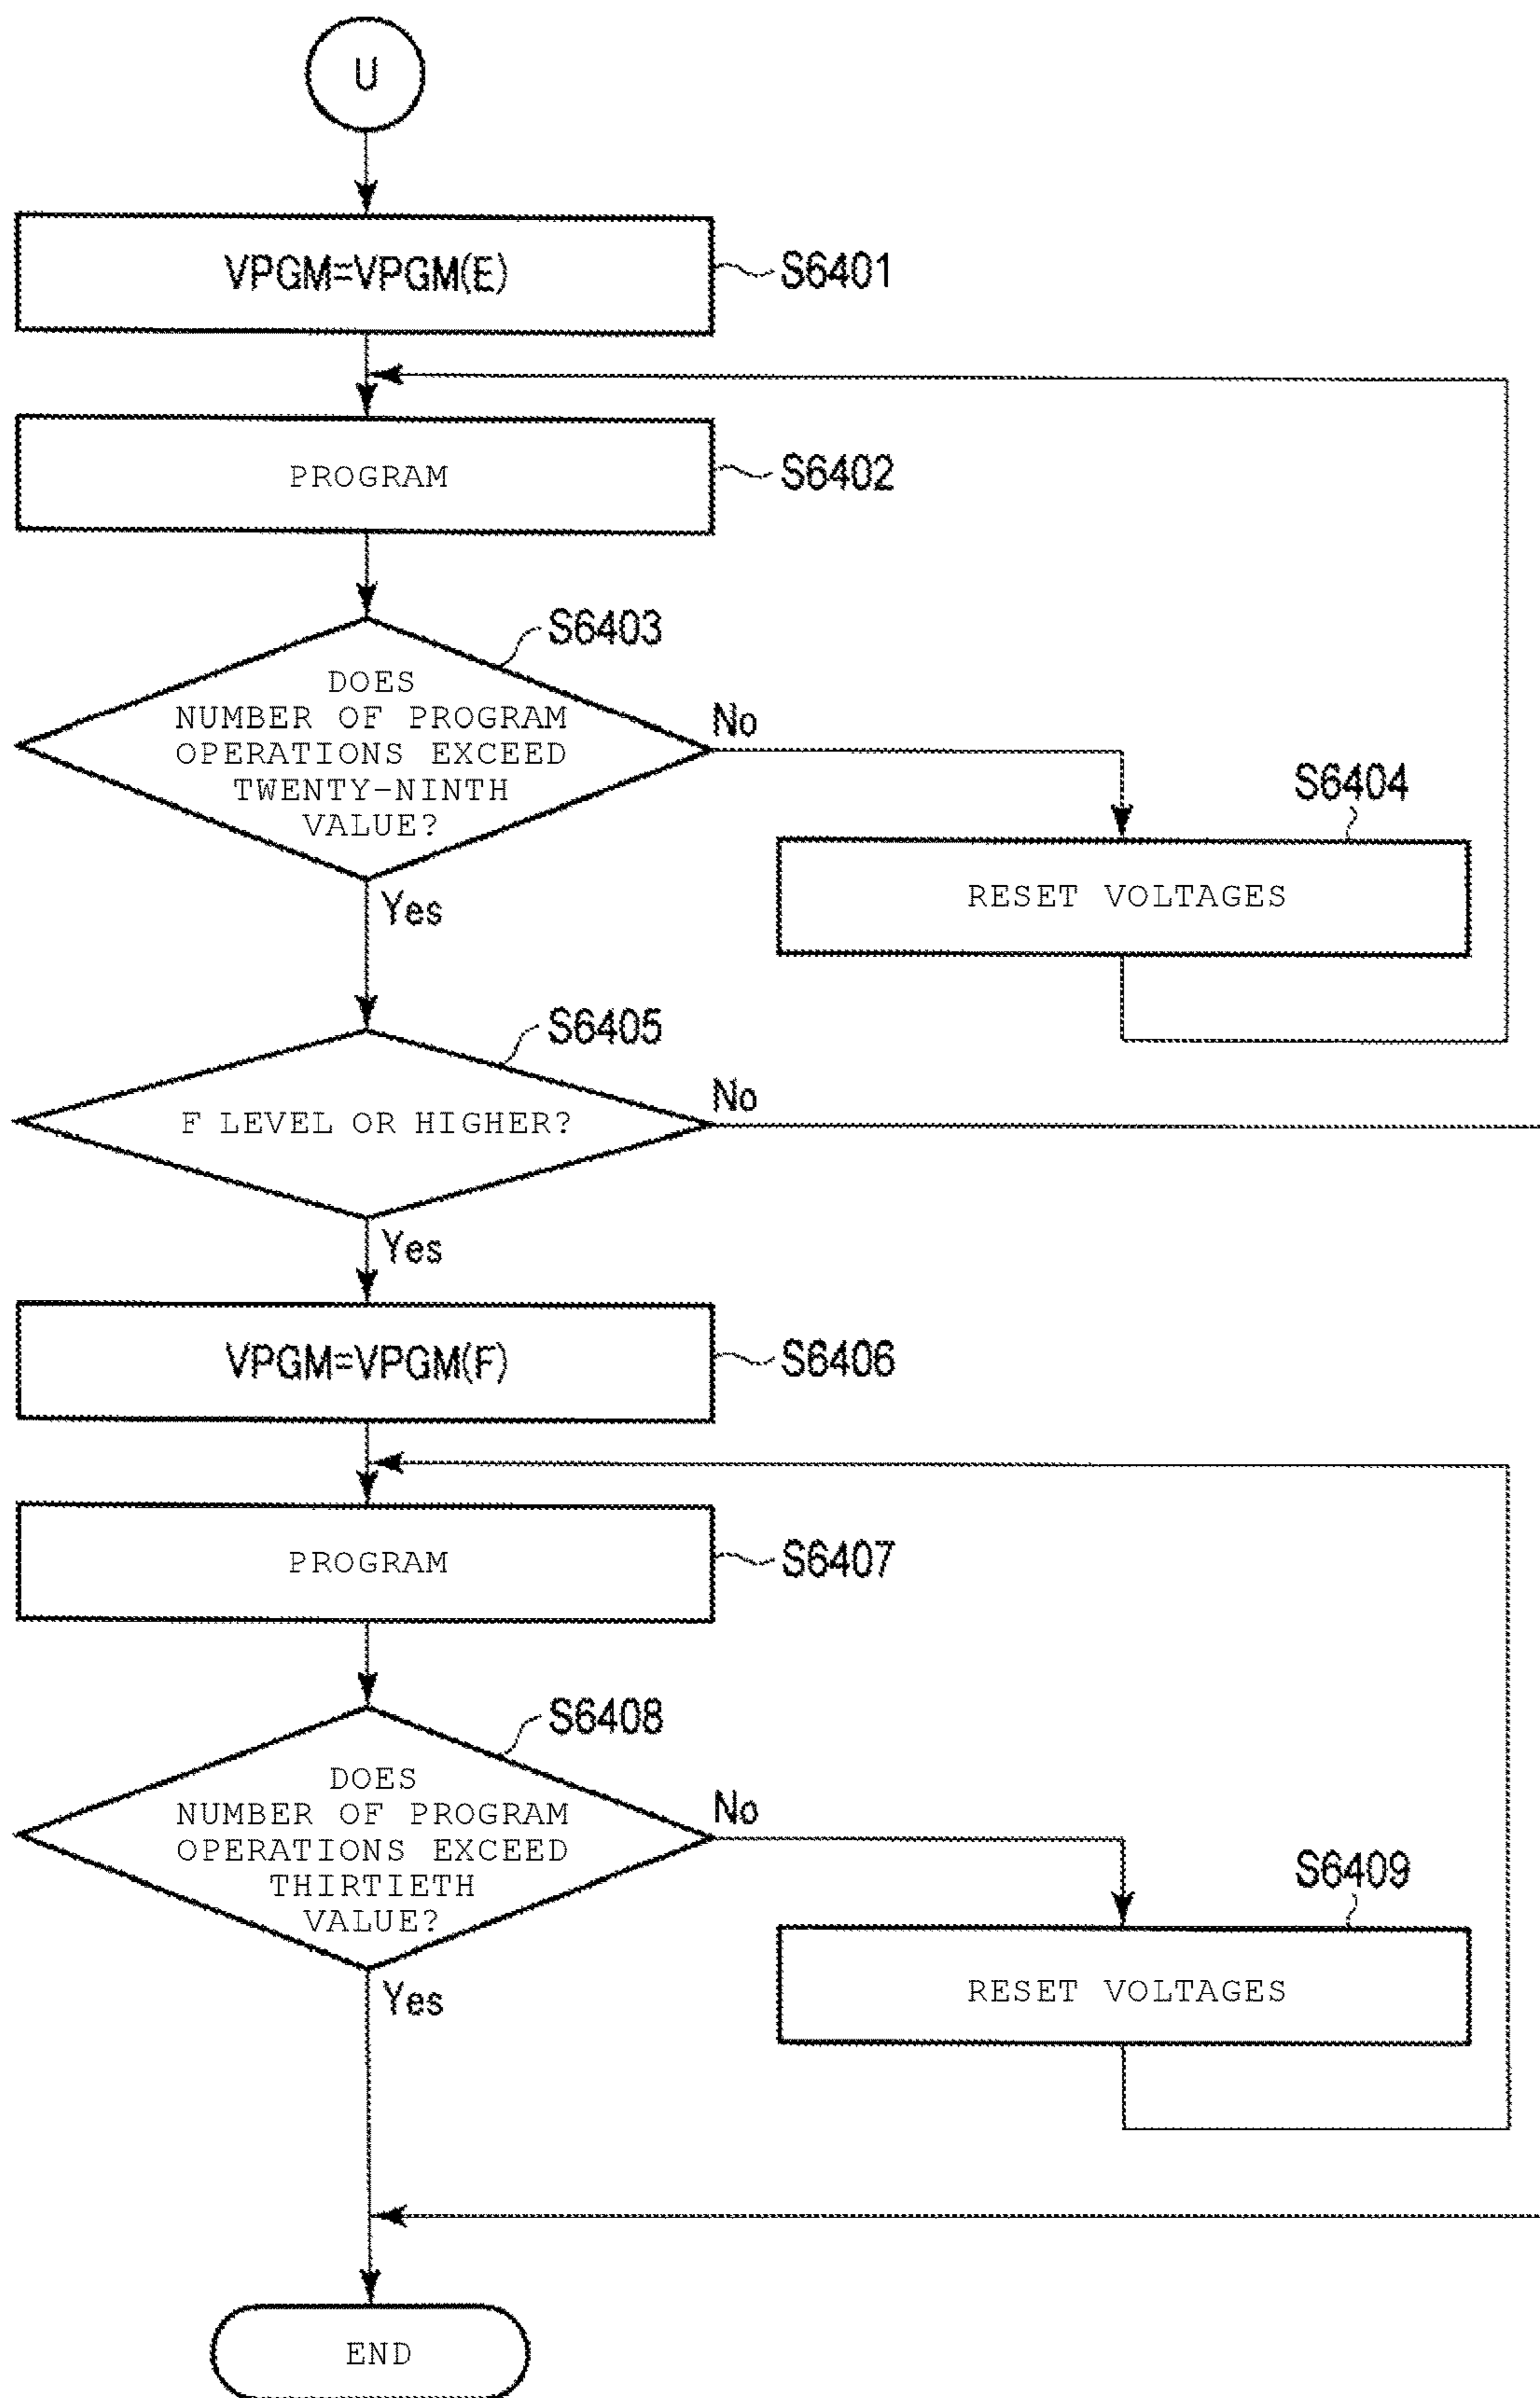 U
VPGM=VPGM(E)
S6401
PROGRAM
S6402
S6403
DOES
NUMBER OF PROGRAM
OPERATIONS EXCEED
TWENTY-NINTH
VALUE?
No
Yes
S6404
RESET VOLTAGES
S6405
F LEVEL OR HIGHER?
No
Yes
VPGM=VPGM(F)
S6406
PROGRAM
S6407
S6408
DOES
NUMBER OF PROGRAM
OPERATIONS EXCEED
THIRTIETH
VALUE?
No
Yes
S6409
RESET VOLTAGES
END